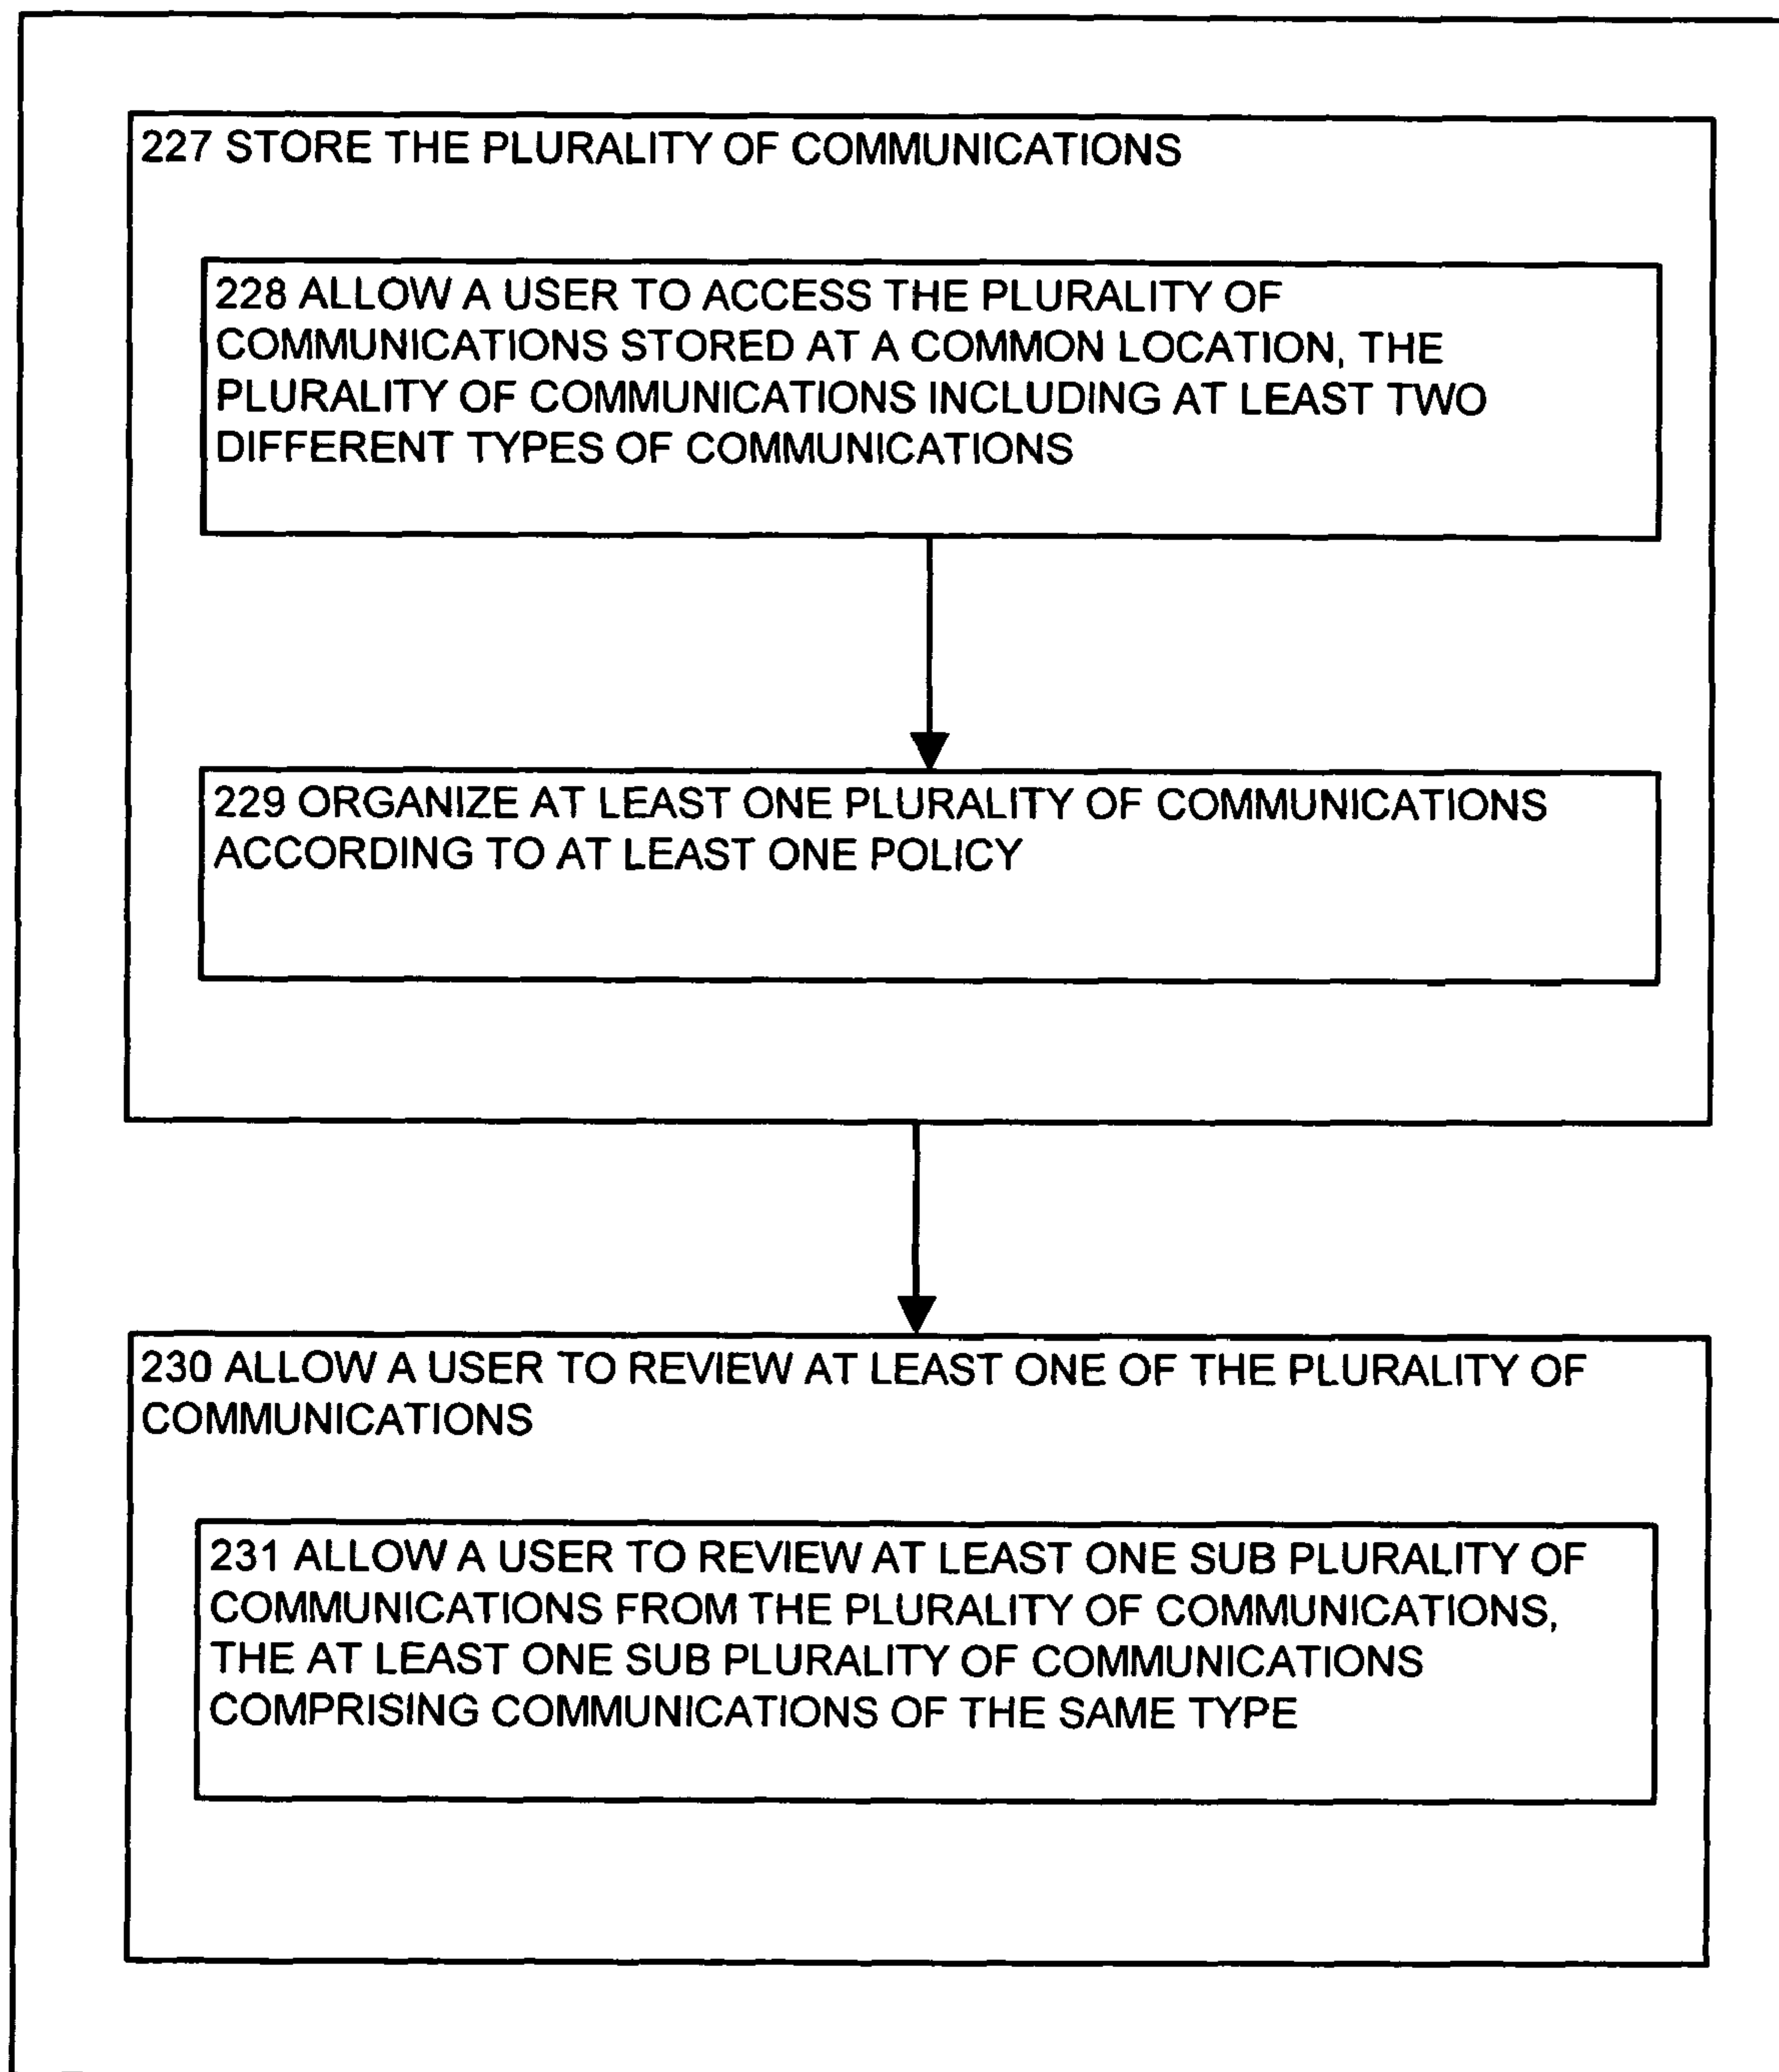 227 STORE THE PLURALITY OF COMMUNICATIONS
228 ALLOW A USER TO ACCESS THE PLURALITY OF
COMMUNICATIONS STORED AT A COMMON LOCATION, THE
PLURALITY OF COMMUNICATIONS INCLUDING AT LEAST TWO
DIFFERENT TYPES OF COMMUNICATIONS
229 ORGANIZE AT LEAST ONE PLURALITY OF COMMUNICATIONS
ACCORDING TO AT LEAST ONE POLICY
230 ALLOW A USER TO REVIEW AT LEAST ONE OF THE PLURALITY OF
COMMUNICATIONS
231 ALLOW A USER TO REVIEW AT LEAST ONE SUB PLURALITY OF
COMMUNICATIONS FROM THE PLURALITY OF COMMUNICATIONS,
THE AT LEAST ONE SUB PLURALITY OF COMMUNICATIONS
COMPRISING COMMUNICATIONS OF THE SAME TYPE